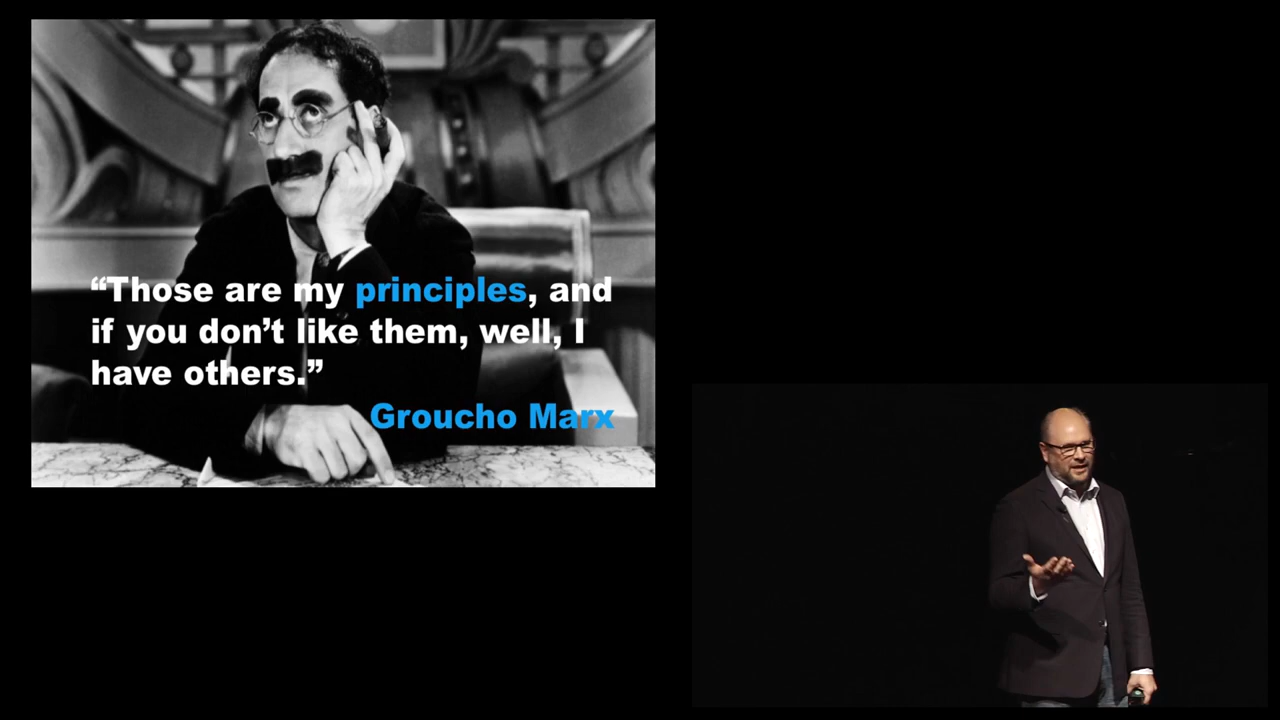 “Those are my principles, and
if you don’t like them, well, I
have others.”
Groucho Marx